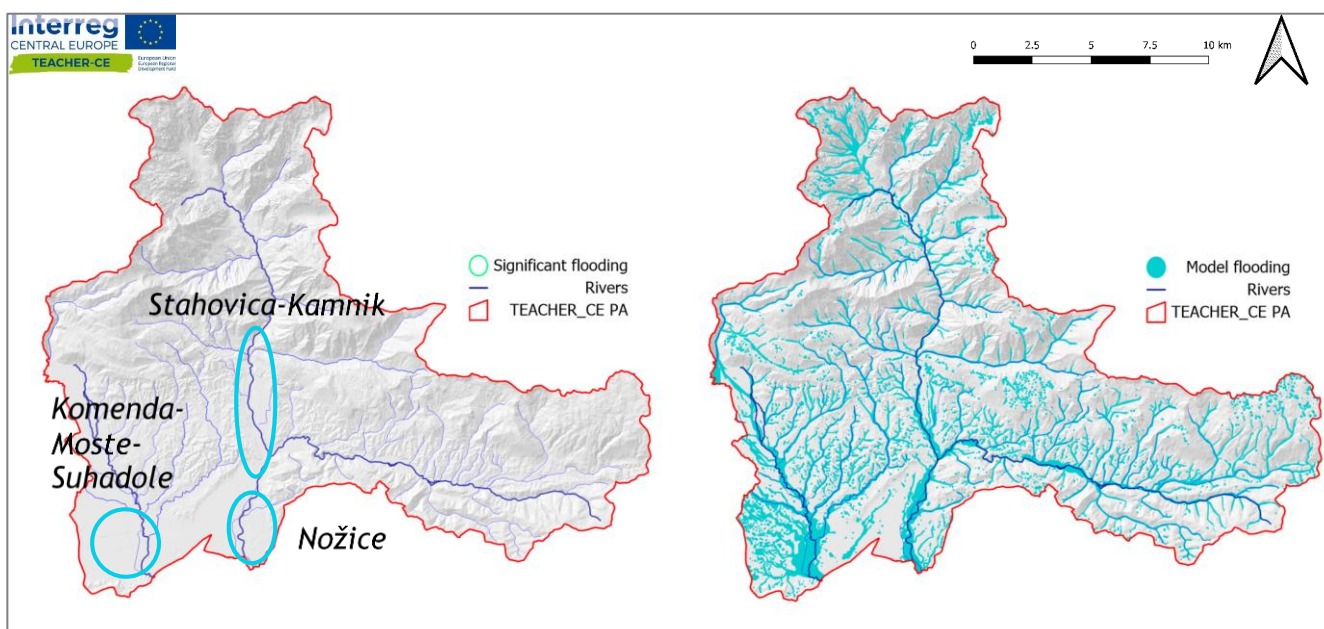 Interreg
CENTRAL EUROPE
TEACHER-CE
European Union
European Regional
Development Fund
0 2.5 5 7.5 10 km
Significant flooding
Rivers
TEACHER_CE PA
Stahovica-Kamnik
Komenda-
Moste-
Suhadole
Nožice
Model flooding
Rivers
TEACHER_CE PA